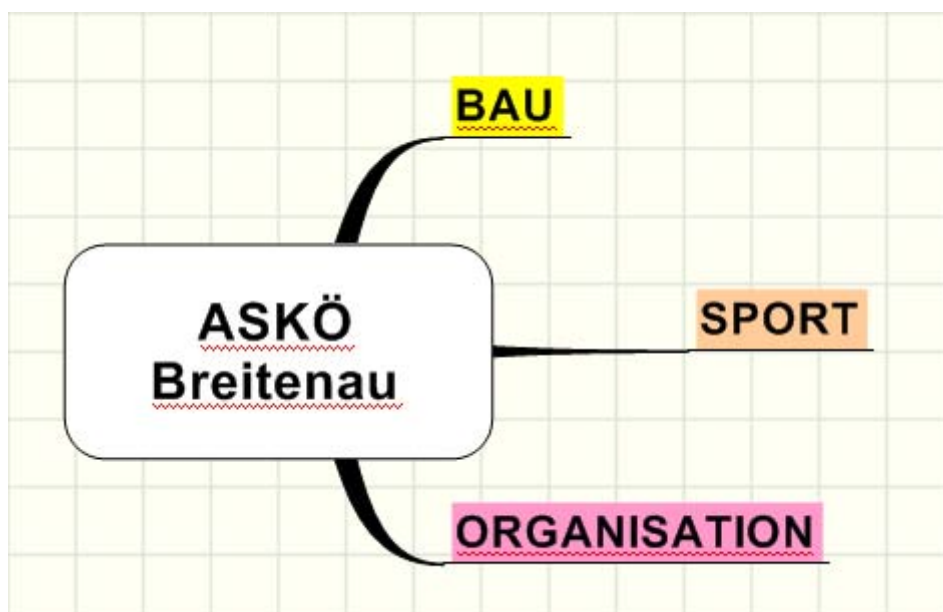 BAU
ASKÖ
Breitenau
SPORT
ORGANISATION